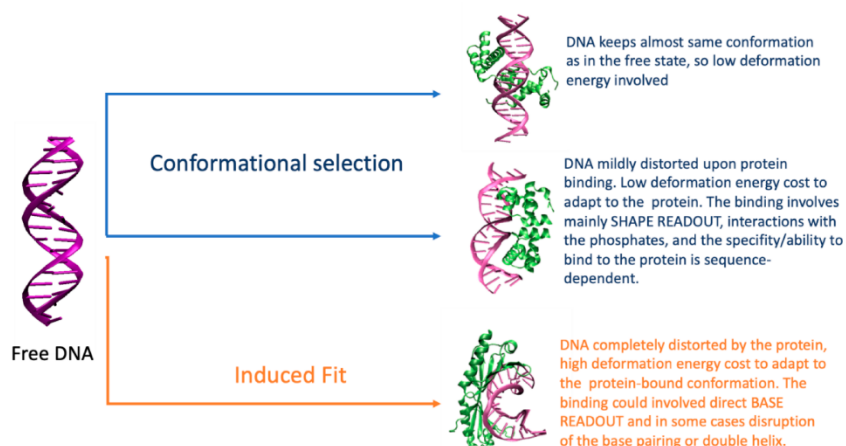 DNA keeps almost same conformation
as in the free state, so low deformation
energy involved
Conformational selection
DNA mildly distorted upon protein
binding. Low deformation energy cost to
adapt to the  protein. The binding involves
mainly SHAPE READOUT, interactions with
the phosphates, and the specifity/ability to
bind to the protein is sequence-
dependent.
Free DNA
Induced Fit
DNA completely distorted by the protein,
high deformation energy cost to adapt to
the  protein-bound conformation. The
binding could involved direct BASE
READOUT and in some cases disruption
of the base pairing or double helix.